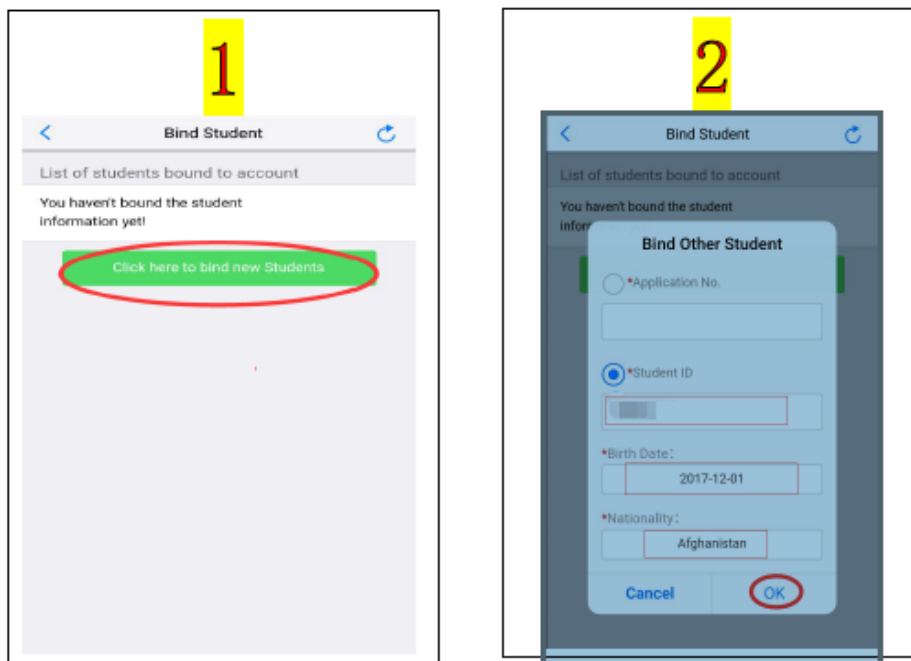 1
Bind Student
List of students bound to account
You haven't bound the student
information yet!
Click here to bind new Students
2
Bind Student
List of students bound to account
You haven't bound the student
Bind Other Student
*Application No.
*Student ID
*Birth Date:
2017-12-01
*Nationality:
Afghanistan
Cancel
OK